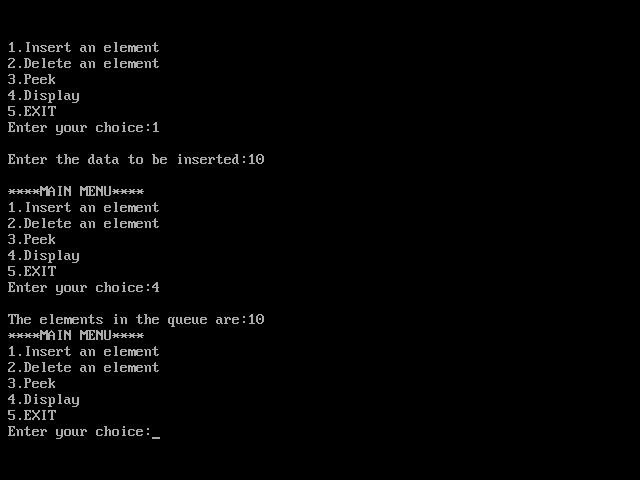 1.Insert an element
2.Delete an element
3.Peek
4.Display
5.EXIT
Enter your choice:1
Enter the data to be inserted:10
****MAIN MENU****
1.Insert an element
2.Delete an element
3.Peek
4.Display
5.EXIT
Enter your choice:4
The elements in the queue are:10
****MAIN MENU****
1.Insert an element
2.Delete an element
3.Peek
4.Display
5.EXIT
Enter your choice:_